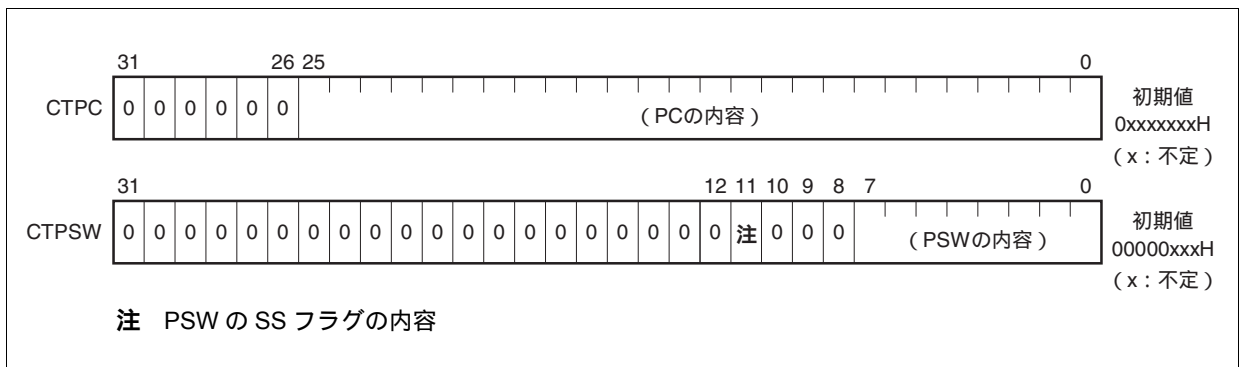 31 26 25 0
CTPC 0 0 0 0 0 0 (PCの内容) 初期値
0xxxxxxxH
(x:不定)
31 12 11 10 9 8 7 0
CTPSW 0 0 0 0 0 0 0 0 0 0 0 0 0 0 0 0 0 0 0 0 注 0 0 0 (PSWの内容) 初期値
00000xxxH
(x:不定)
注 PSW の SS フラグの内容